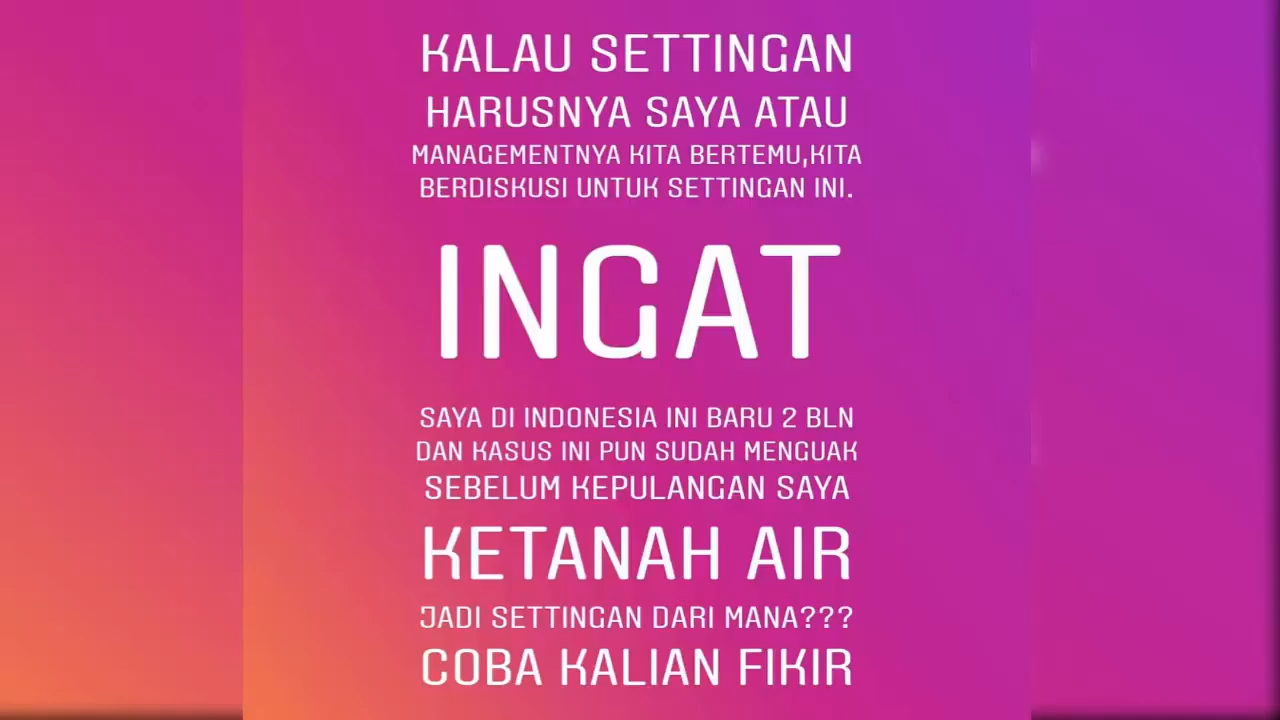 KALAU SETTINGAN
HARUSNYA SAYA ATAU
MANAGEMENTNYA KITA BERTEMU,KITA
BERDISKUSI UNTUK SETTINGAN INI.
INGAT
SAYA DI INDONESIA INI BARU 2 BLN
DAN KASUS INI PUN SUDAH MENGUAK
SEBELUM KEPULANGAN SAYA
KETANAH AIR
JADI SETTINGAN DARI MANA???
COBA KALIAN FIKIR